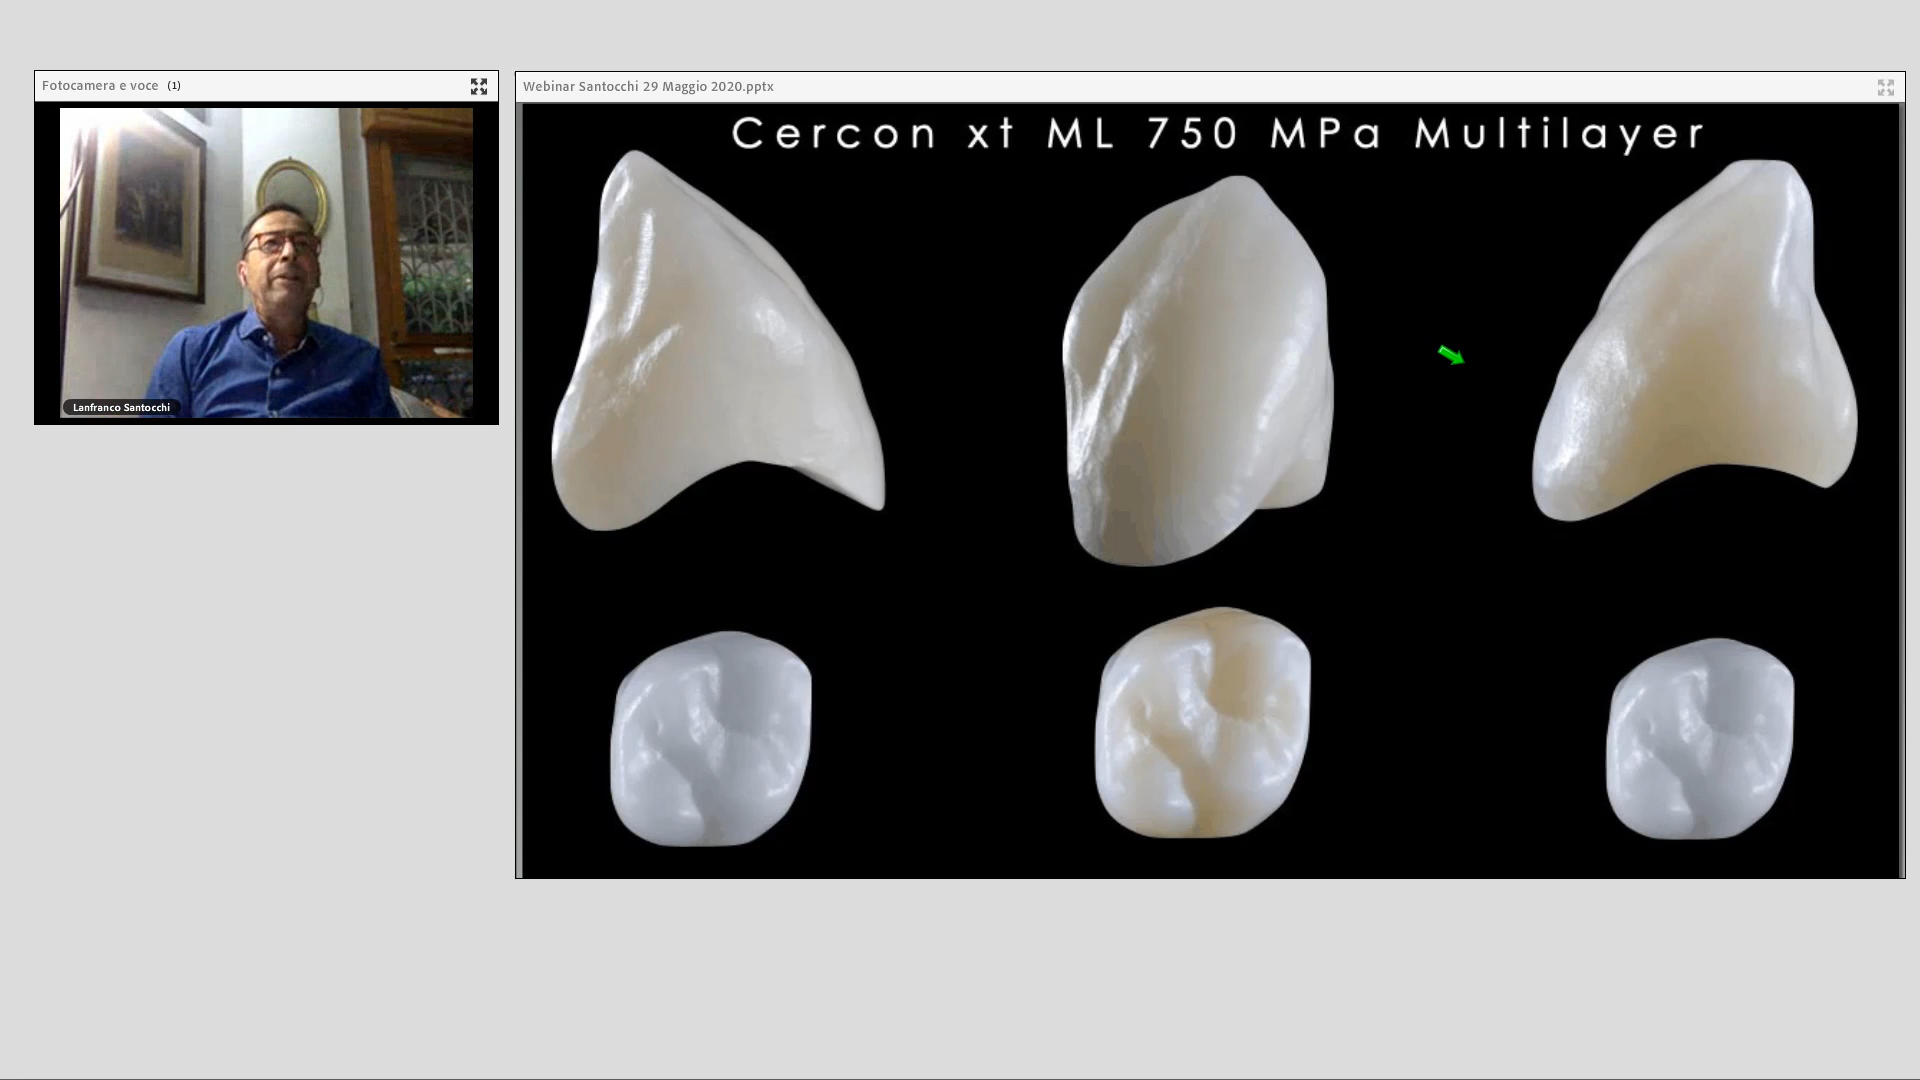 Fotocamera e voce (1)
Lanfranco Santocchi
Webinar Santocchi 29 Maggio 2020.pptx
Cercon xt ML 750 MPa Multilayer